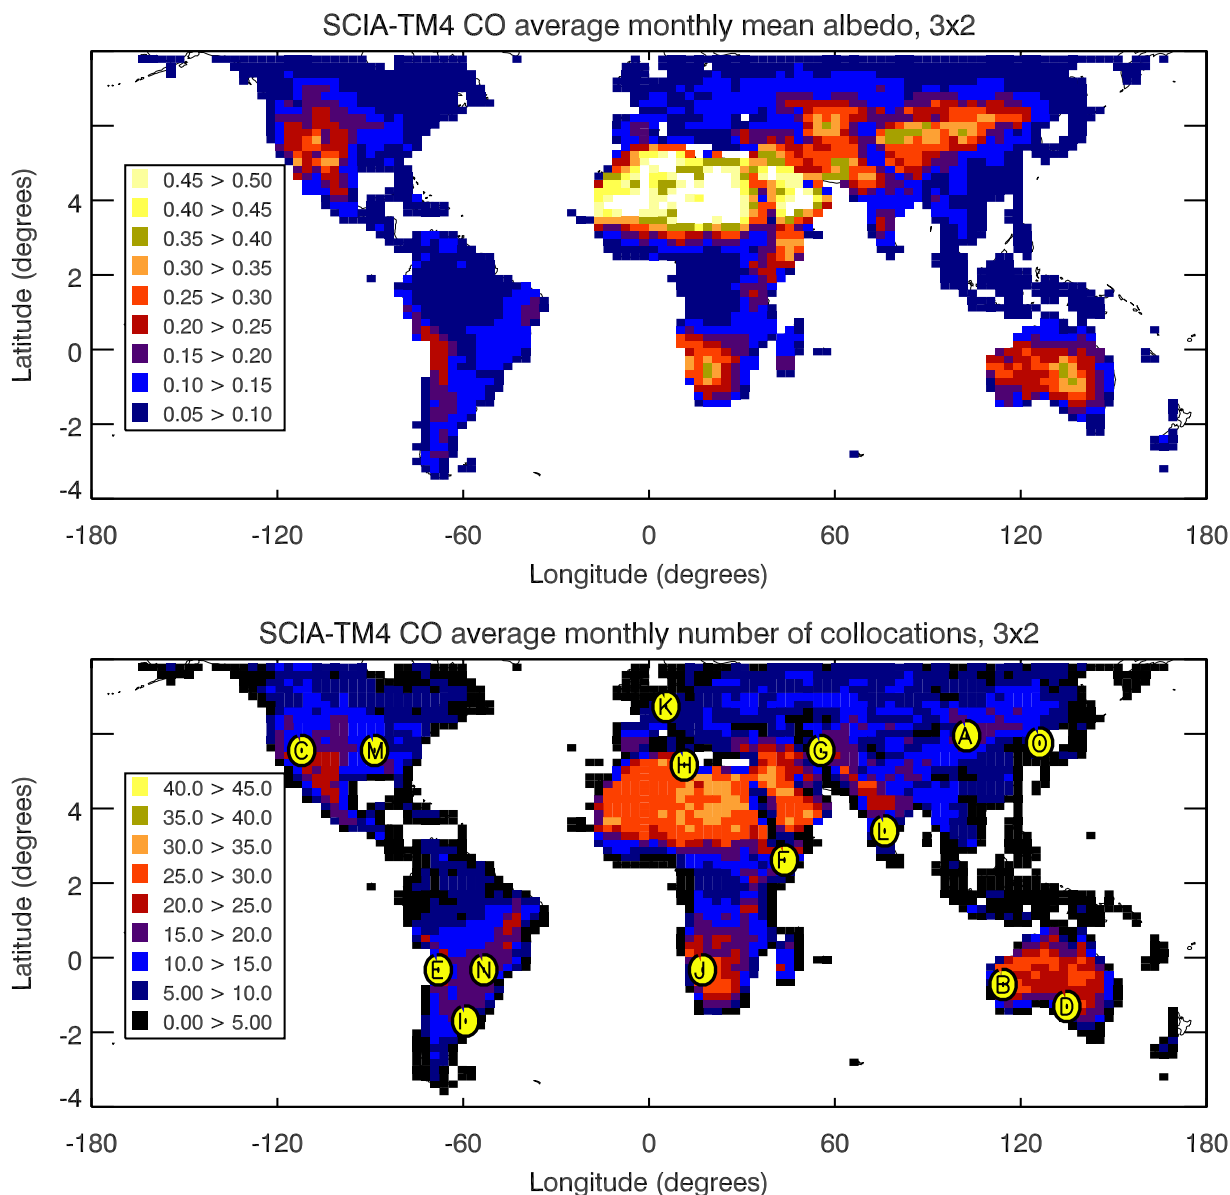 SCIA-TM4 CO average monthly mean albedo, 3x2
Latitude (degrees)
0.45 > 0.50
0.40 > 0.45
0.35 > 0.40
0.30 > 0.35
0.25 > 0.30
0.20 > 0.25
0.15 > 0.20
0.10 > 0.15
0.05 > 0.10
4
2
0
-2
-4
-180 -120 -60 0 60 120 180
Longitude (degrees)
SCIA-TM4 CO average monthly number of collocations, 3x2
Latitude (degrees)
40.0 > 45.0
35.0 > 40.0
30.0 > 35.0
25.0 > 30.0
20.0 > 25.0
15.0 > 20.0
10.0 > 15.0
5.00 > 10.0
0.00 > 5.00
4
2
0
-2
-4
K
C M G A O
H
L
F
E N J B
I D
-180 -120 -60 0 60 120 180
Longitude (degrees)